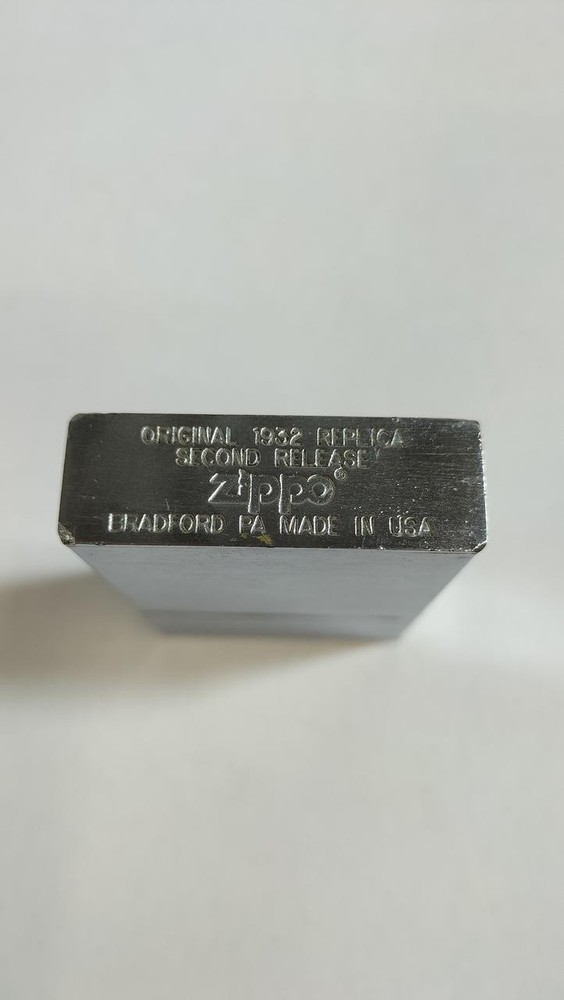 ORIGINAL 1932 REPLICA
SECOND RELEASE
Zippo®
BRADFORD PA MADE IN USA